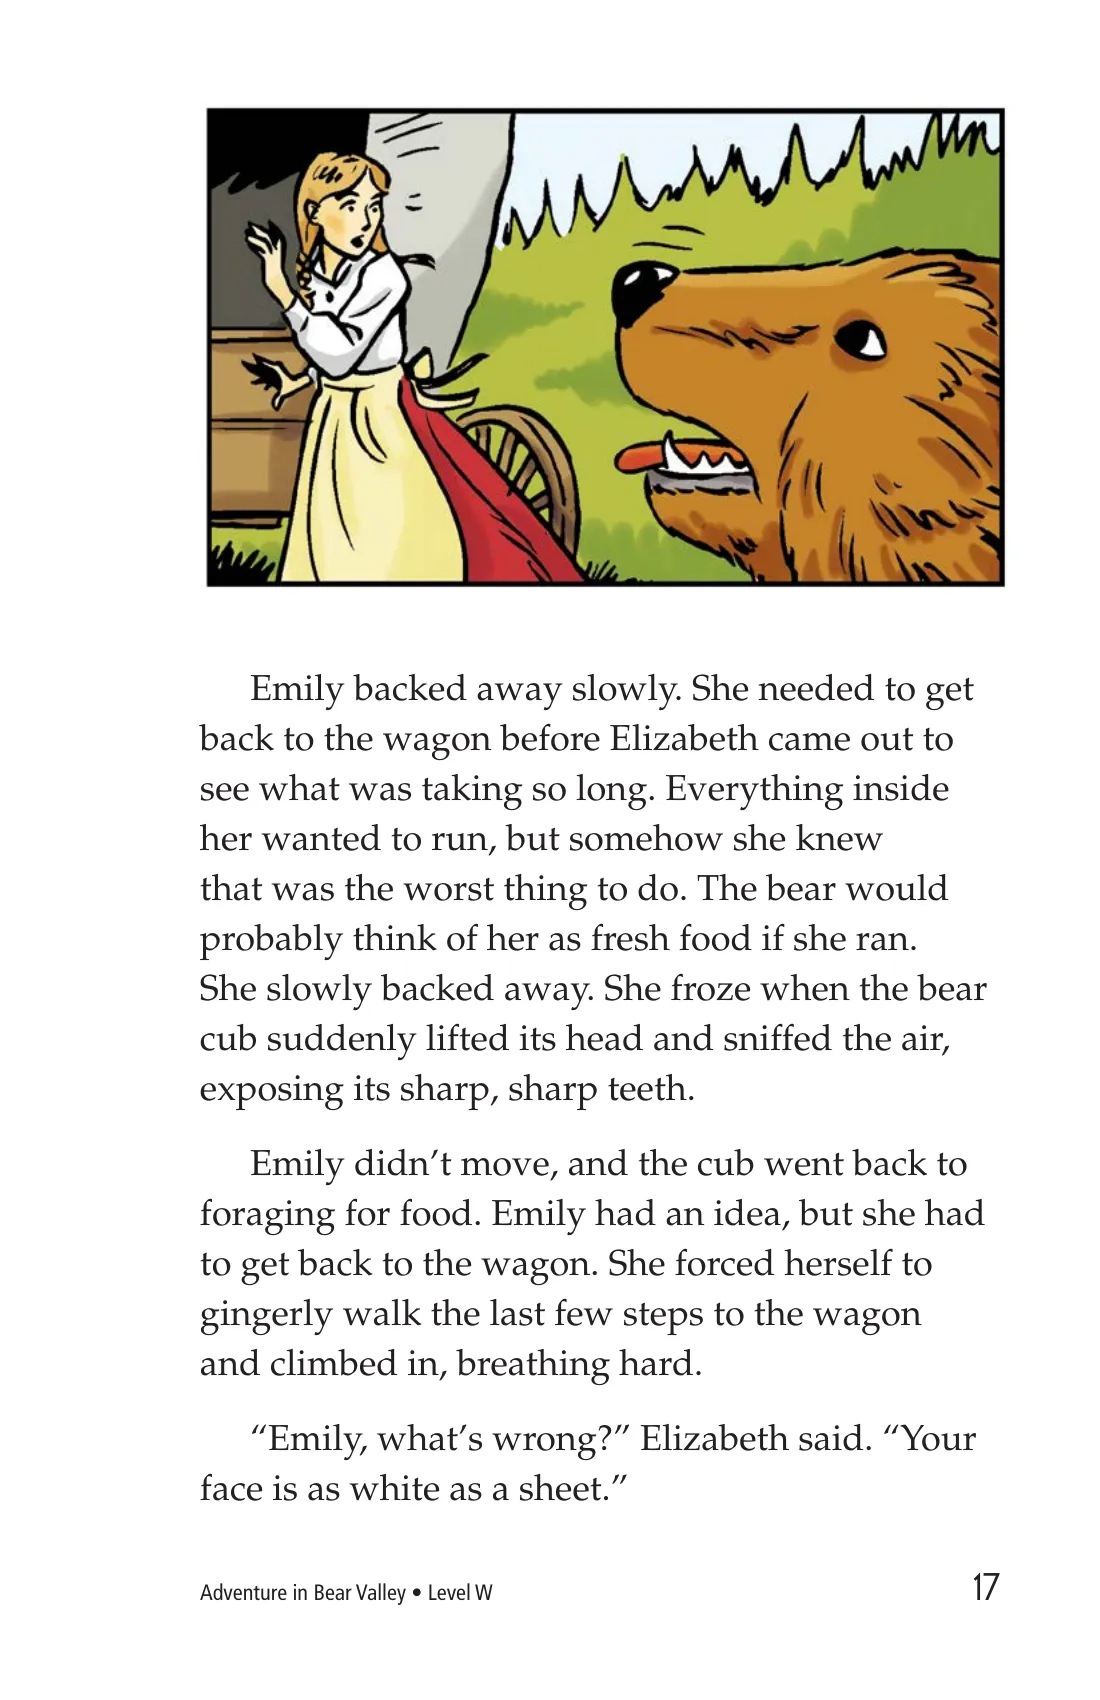 Emily backed away slowly. She needed to get
back to the wagon before Elizabeth came out to
see what was taking so long. Everything inside
her wanted to run, but somehow she knew
that was the worst thing to do. The bear would
probably think of her as fresh food if she ran.
She slowly backed away. She froze when the bear
cub suddenly lifted its head and sniffed the air,
exposing its sharp, sharp teeth.
Emily didn’t move, and the cub went back to
foraging for food. Emily had an idea, but she had
to get back to the wagon. She forced herself to
gingerly walk the last few steps to the wagon
and climbed in, breathing hard.
“Emily, what’s wrong?” Elizabeth said. “Your
face is as white as a sheet.”
Adventure in Bear Valley • Level W 17